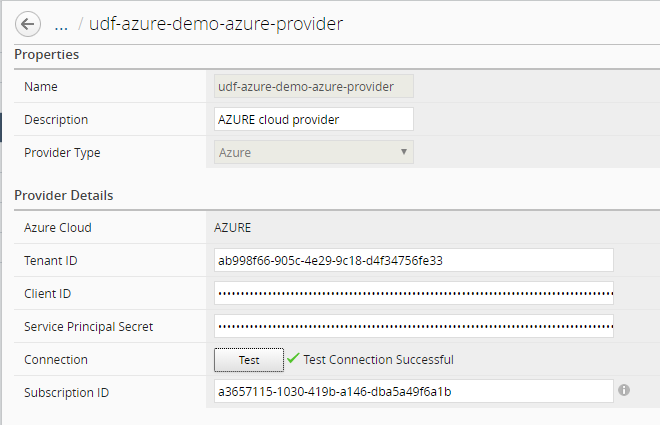 ... / udf-azure-demo-azure-provider
Properties
Name udf-azure-demo-azure-provider
Description AZURE cloud provider
Provider Type Azure
Provider Details
Azure Cloud AZURE
Tenant ID ab998f66-905c-4e29-9c18-d4f34756fe33
Client ID
Service Principal Secret
Connection Test Test Connection Successful
Subscription ID a3657115-1030-419b-a146-dba5a49f6a1b